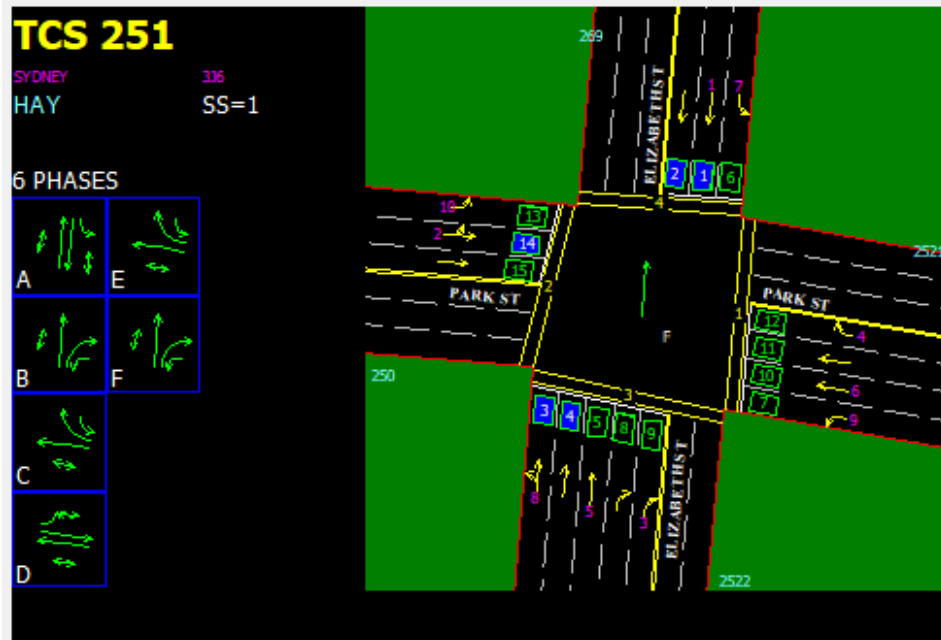 TCS 251
SYDNEY 3J6
HAY SS=1
6 PHASES
A E
B F
C
D
269
ELIZABETH ST
1 7
2 1 6
4
10
13
2
14
15
PARK ST
2
2521
PARK ST
1
12
4
11
10
6
7
9
F
250
3
3 4 5 8 9
8 5 3
ELIZABETH ST
2522